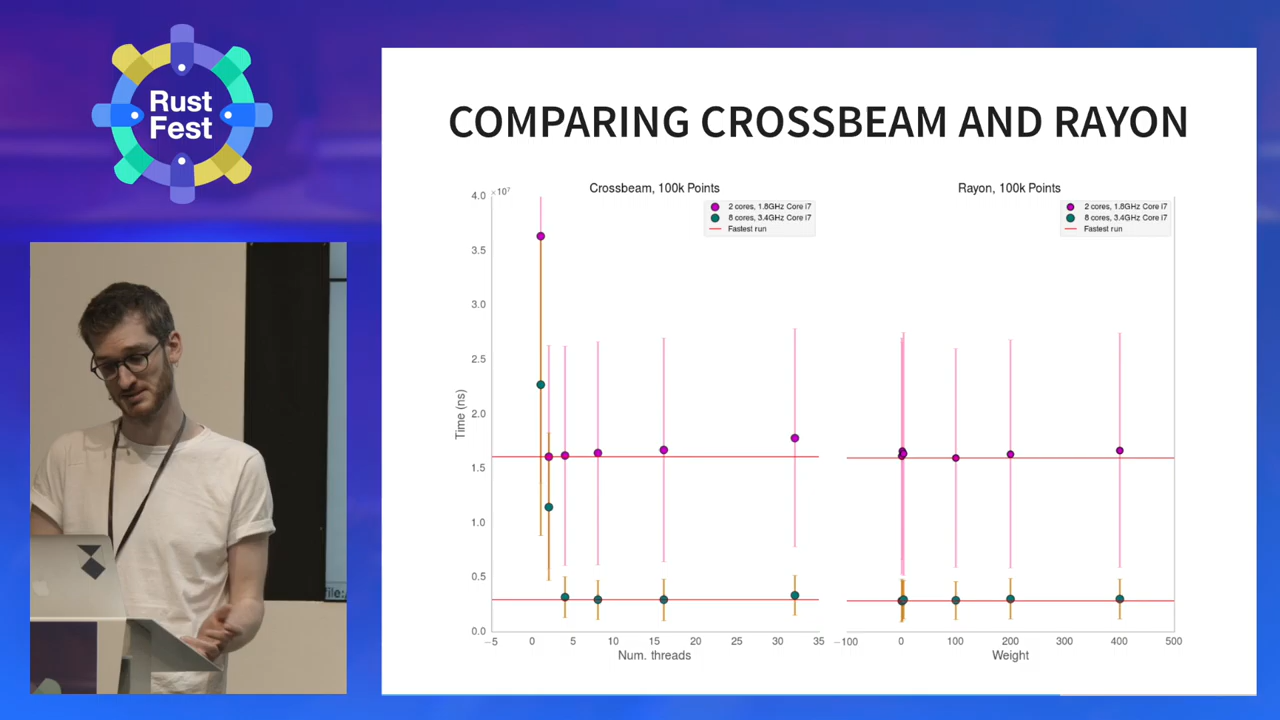 Rust
Fest
COMPARING CROSSBEAM AND RAYON
Crossbeam, 100k Points
4.0 ×10⁷
3.5
3.0
2.5
2.0
1.5
1.0
0.5
0.0
Time (ns)
2 cores, 1.8GHz Core i7
8 cores, 3.4GHz Core i7
Fastest run
−5 0 5 10 15 20 25 30 35
Num. threads
Rayon, 100k Points
2 cores, 1.8GHz Core i7
8 cores, 3.4GHz Core i7
Fastest run
−100 0 100 200 300 400 500
Weight
file: